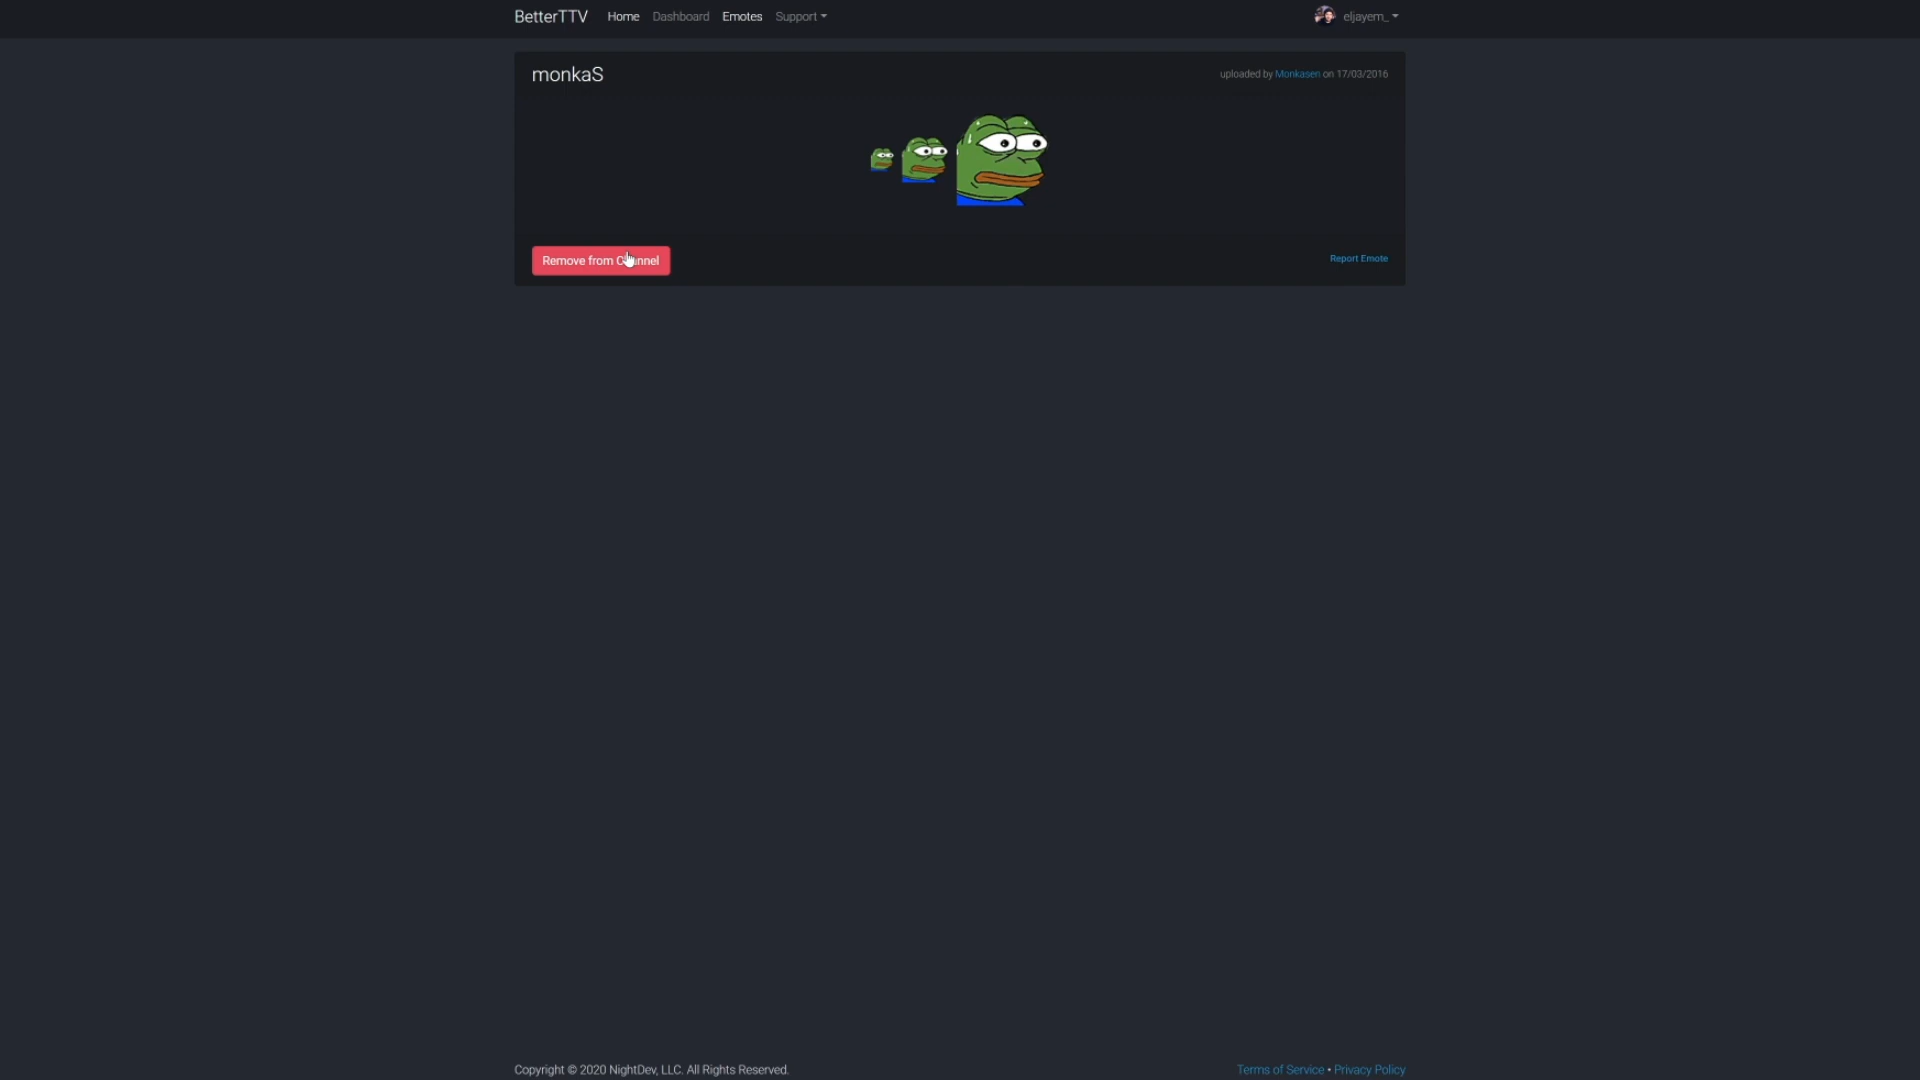 BetterTTV Home Dashboard Emotes Support eljayem_
monkaS
uploaded by Monkasen on 17/03/2016
Remove from Channel
Report Emote
Copyright © 2020 NightDev, LLC. All Rights Reserved.
Terms of Service • Privacy Policy